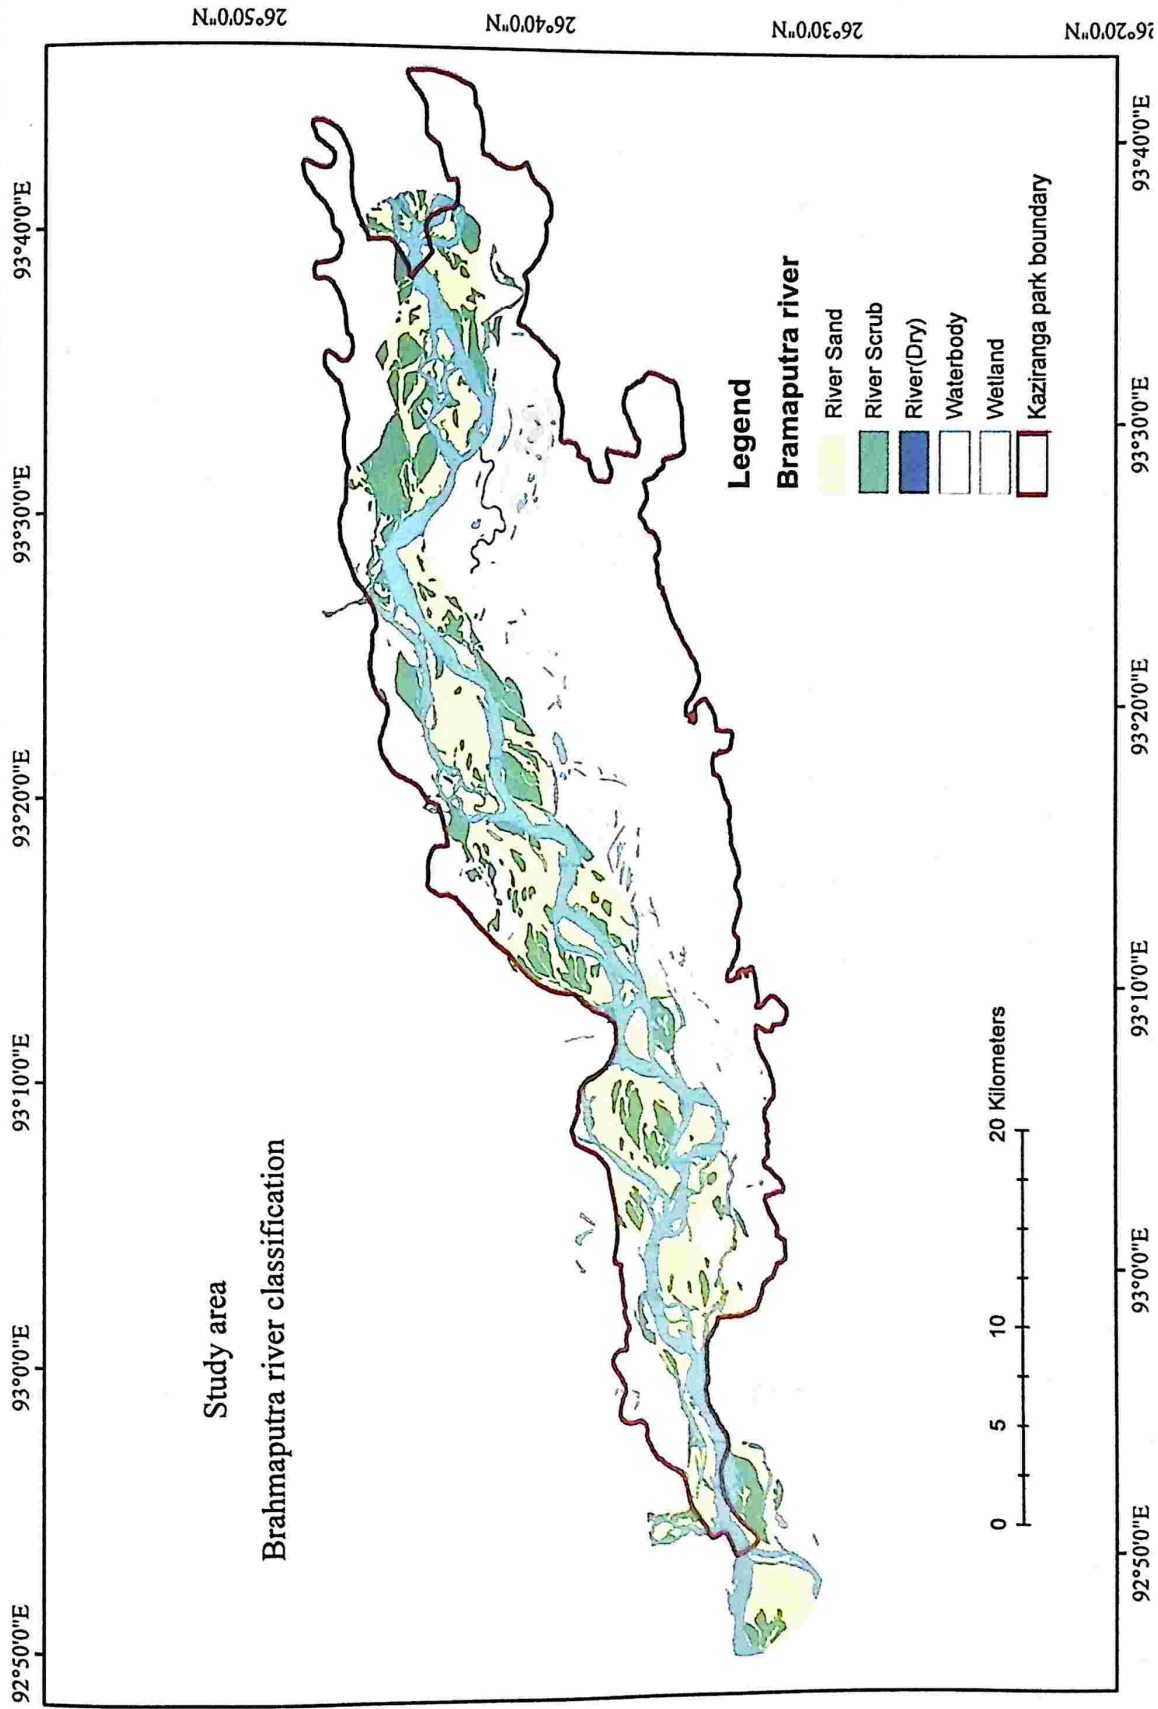 Study area
Brahmaputra river classification
92°50'0"E
93°0'0"E
93°10'0"E
93°20'0"E
93°30'0"E
93°40'0"E
26°50'0"N
26°40'0"N
26°30'0"N
26°20'0"N
Legend
Bramaputra river
River Sand
River Scrub
River(Dry)
Waterbody
Wetland
Kaziranga park boundary
0 5 10 20 Kilometers
92°50'0"E
93°0'0"E
93°10'0"E
93°20'0"E
93°30'0"E
93°40'0"E